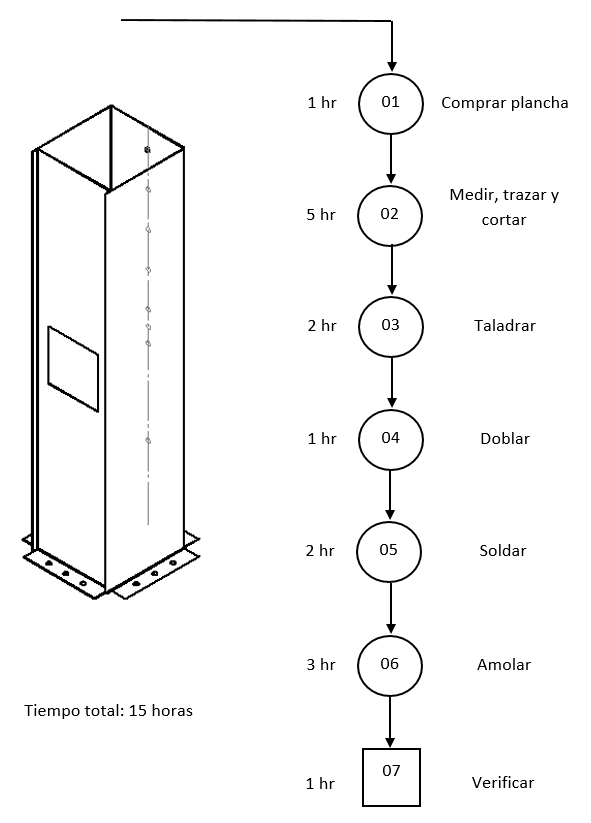 1 hr 01 Comprar plancha
5 hr 02 Medir, trazar y
cortar
2 hr 03 Taladrar
1 hr 04 Doblar
2 hr 05 Soldar
3 hr 06 Amolar
Tiempo total: 15 horas
1 hr 07 Verificar